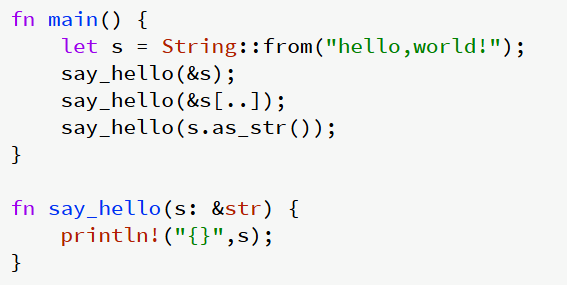 fn main() {
    let s = String::from("hello,world!");
    say_hello(&s);
    say_hello(&s[..]);
    say_hello(s.as_str());
}

fn say_hello(s: &str) {
    println!("{}",s);
}